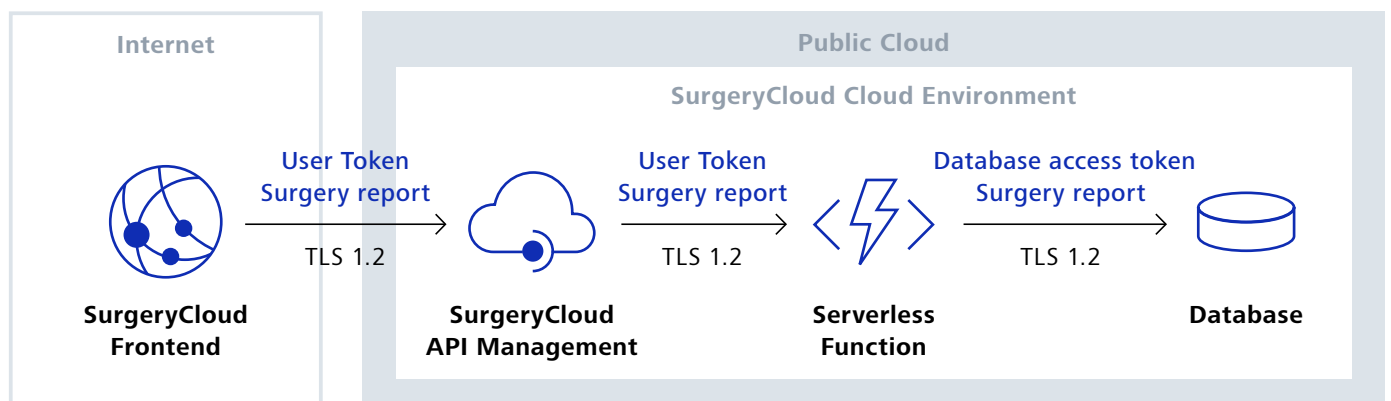 Internet
Public Cloud
SurgeryCloud Cloud Environment
User Token
Surgery report
TLS 1.2
User Token
Surgery report
TLS 1.2
Database access token
Surgery report
TLS 1.2
SurgeryCloud
Frontend
SurgeryCloud
API Management
Serverless
Function
Database